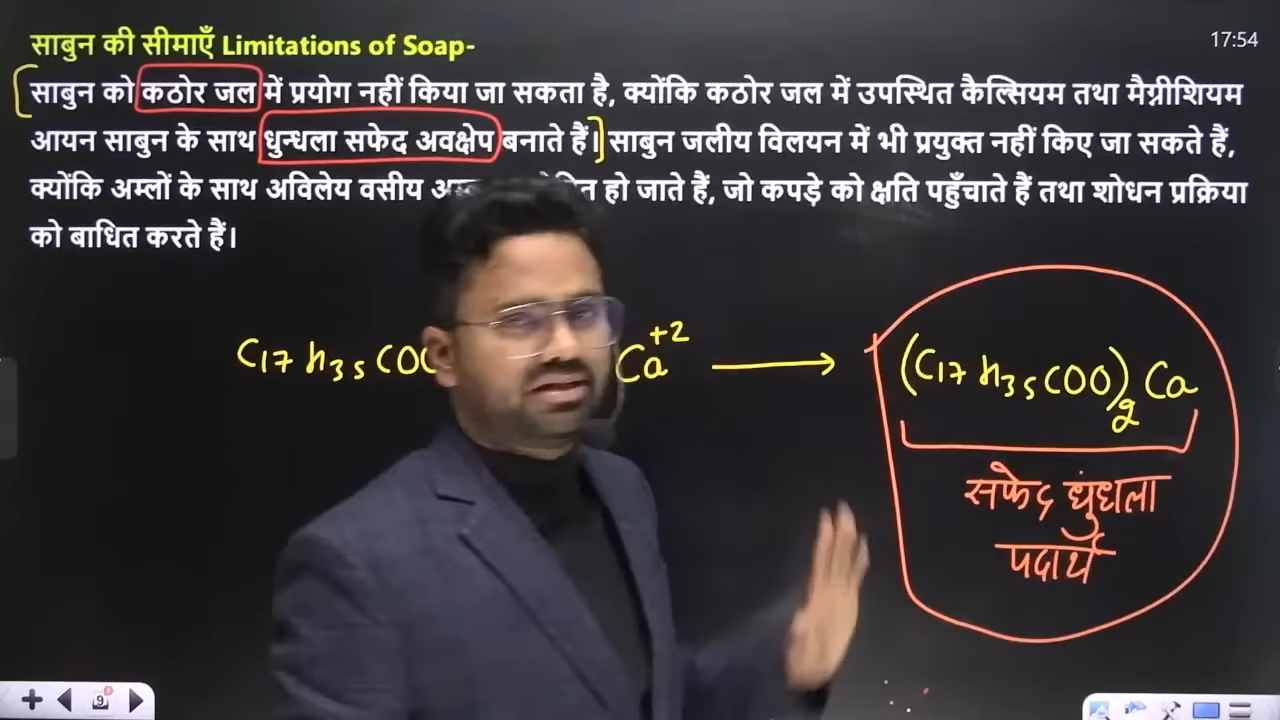 साबुन की सीमाएँ Limitations of Soap-
17:54
साबुन को कठोर जल में प्रयोग नहीं किया जा सकता है, क्योंकि कठोर जल में उपस्थित कैल्सियम तथा मैग्नीशियम
आयन साबुन के साथ धुन्धला सफेद अवक्षेप बनाते हैं। साबुन जलीय विलयन में भी प्रयुक्त नहीं किए जा सकते हैं,
क्योंकि अम्लों के साथ अविलेय वसीय हो जाते हैं, जो कपड़े को क्षति पहुँचाते हैं तथा शोधन प्रक्रिया
को बाधित करते हैं।
C17H35COO Ca+2 → (C17H35COO)2Ca
सफेद धुंधला
पदार्थ
9